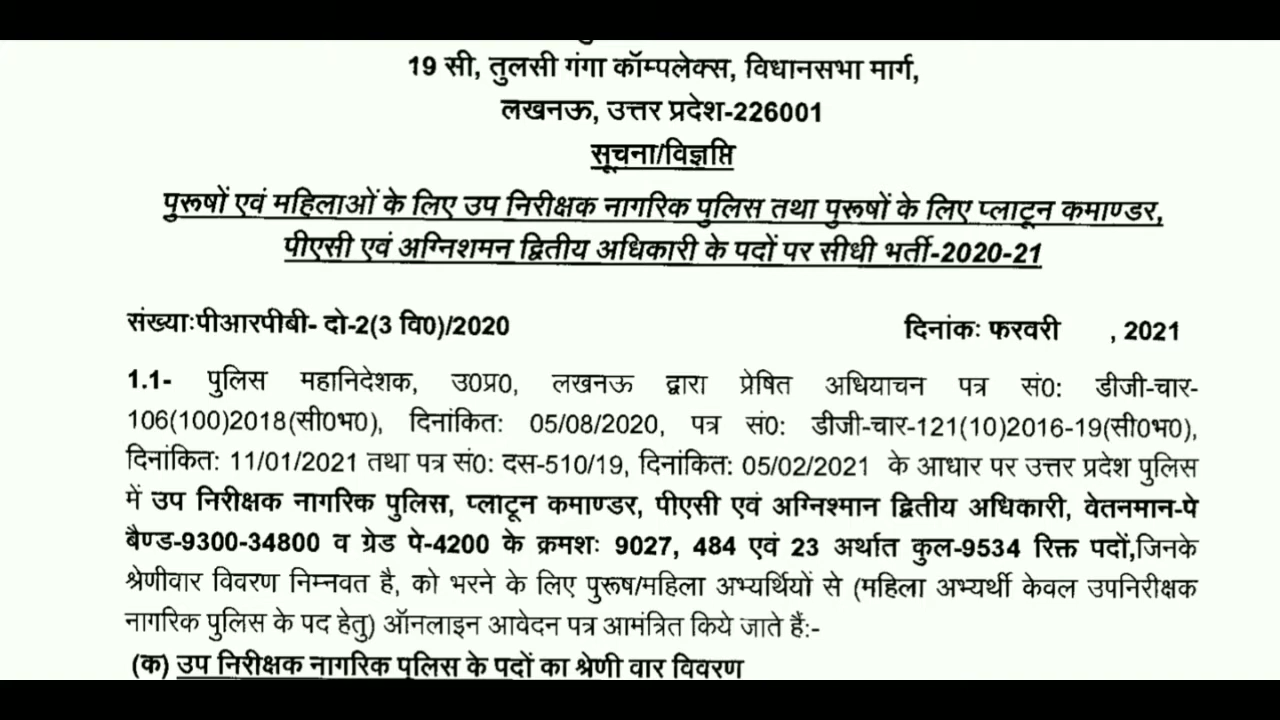 19 सी, तुलसी गंगा कॉम्पलेक्स, विधानसभा मार्ग,
लखनऊ, उत्तर प्रदेश-226001
सूचना/विज्ञप्ति
पुरूषों एवं महिलाओं के लिए उप निरीक्षक नागरिक पुलिस तथा पुरूषों के लिए प्लाटून कमाण्डर,
पीएसी एवं अग्निशमन द्वितीय अधिकारी के पदों पर सीधी भर्ती-2020-21
संख्याःपीआरपीबी- दो-2(3 वि0)/2020 दिनांकः फरवरी , 2021
1.1- पुलिस महानिदेशक, उ0प्र0, लखनऊ द्वारा प्रेषित अधियाचन पत्र सं0: डीजी-चार-
106(100)2018(सी0भ0), दिनांकित: 05/08/2020, पत्र सं0: डीजी-चार-121(10)2016-19(सी0भ0),
दिनांकित: 11/01/2021 तथा पत्र सं0: दस-510/19, दिनांकित: 05/02/2021 के आधार पर उत्तर प्रदेश पुलिस
में उप निरीक्षक नागरिक पुलिस, प्लाटून कमाण्डर, पीएसी एवं अग्निश्मान द्वितीय अधिकारी, वेतनमान-पे
बैण्ड-9300-34800 व ग्रेड पे-4200 के क्रमशः 9027, 484 एवं 23 अर्थात कुल-9534 रिक्त पदों,जिनके
श्रेणीवार विवरण निम्नवत है, को भरने के लिए पुरूष/महिला अभ्यर्थियों से (महिला अभ्यर्थी केवल उपनिरीक्षक
नागरिक पुलिस के पद हेतु) ऑनलाइन आवेदन पत्र आमंत्रित किये जाते हैं:-
(क) उप निरीक्षक नागरिक पुलिस के पदों का श्रेणी वार विवरण